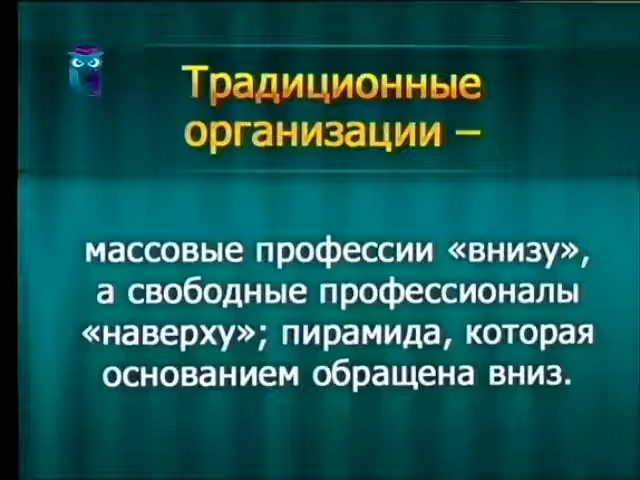 Традиционные
организации –
массовые профессии «внизу»,
а свободные профессионалы
«наверху»; пирамида, которая
основанием обращена вниз.